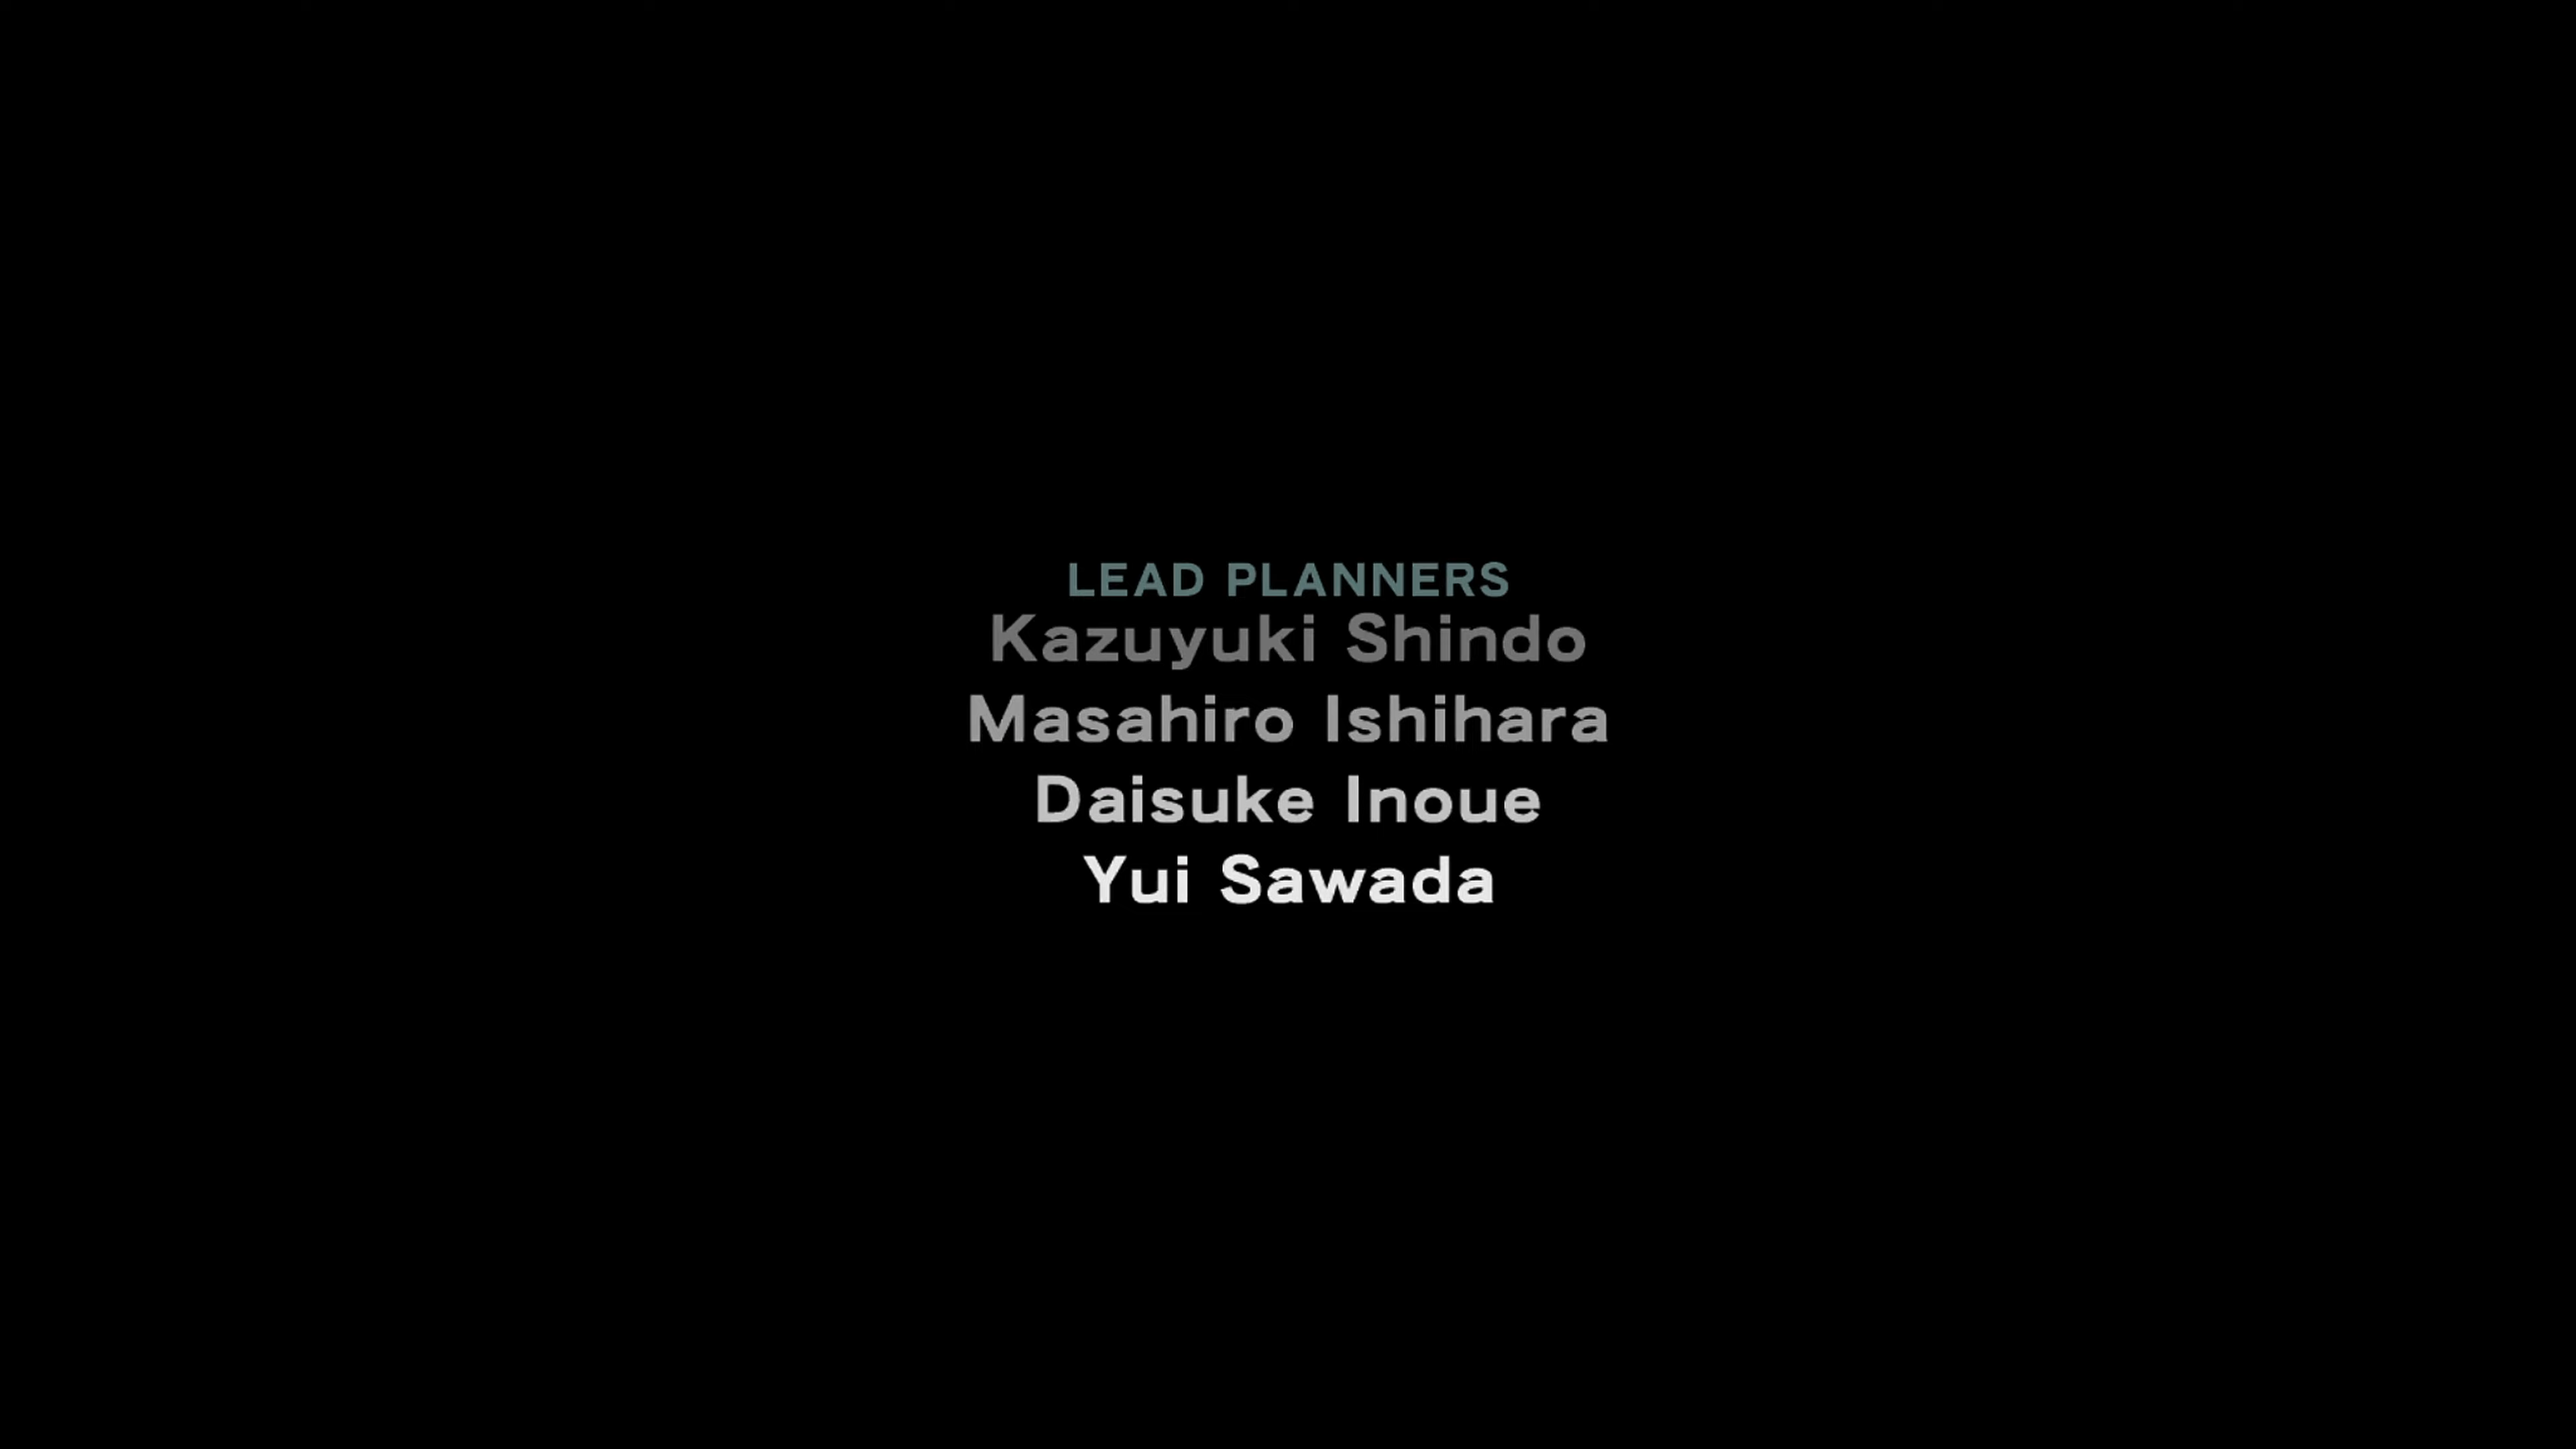 LEAD PLANNERS
Kazuyuki Shindo
Masahiro Ishihara
Daisuke Inoue
Yui Sawada